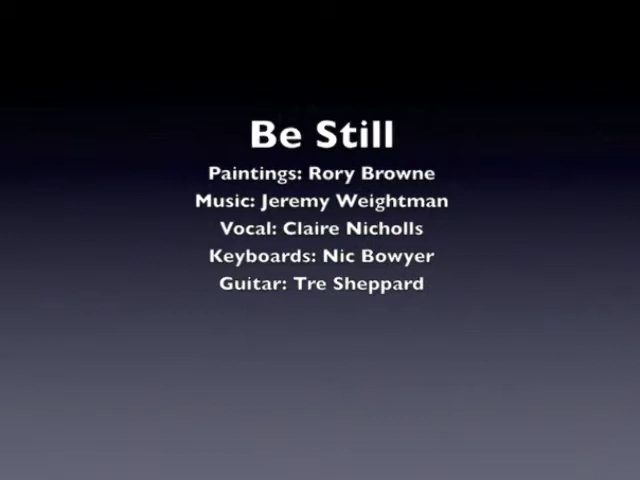 Be Still
Paintings: Rory Browne
Music: Jeremy Weightman
Vocal: Claire Nicholls
Keyboards: Nic Bowyer
Guitar: Tre Sheppard